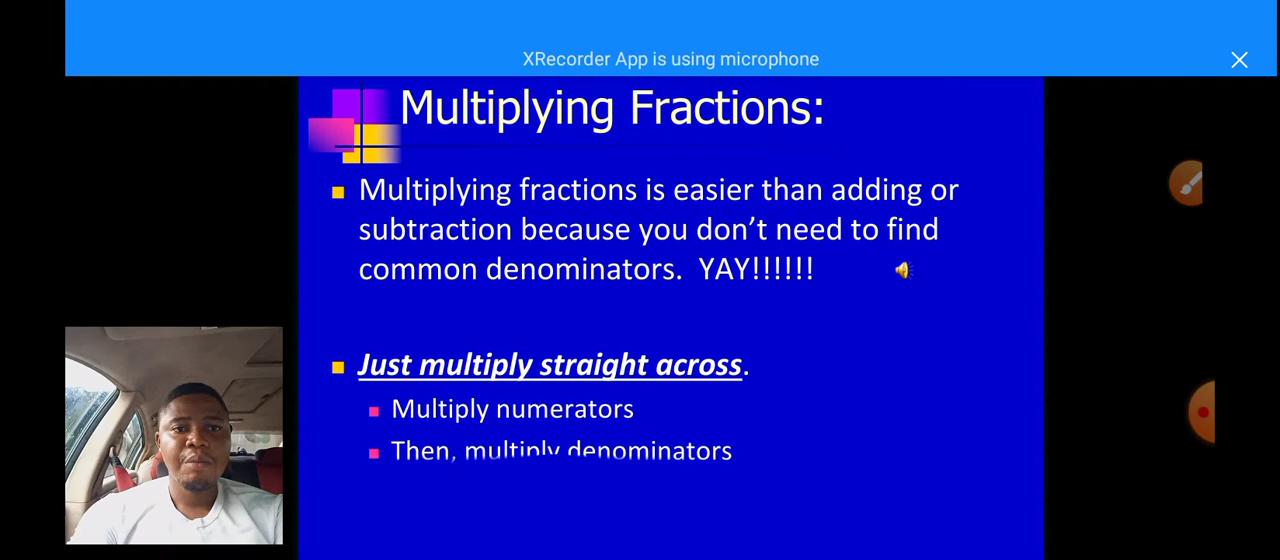 XRecorder App is using microphone
Multiplying Fractions:
Multiplying fractions is easier than adding or
subtraction because you don’t need to find
common denominators. YAY!!!!!!
Just multiply straight across.
Multiply numerators
Then, multiply denominators